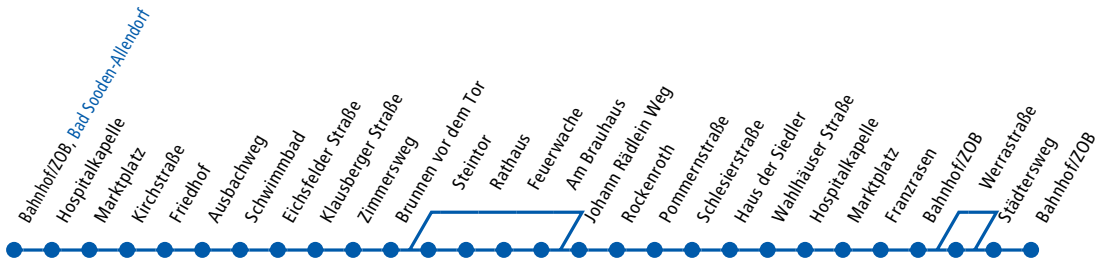 Bahnhof/ZOB, Bad Sooden-Allendorf
Hospitalkapelle
Marktplatz
Kirchstraße
Friedhof
Ausbachweg
Schwimmbad
Eichsfelder Straße
Klausberger Straße
Zimmersweg
Brunnen vor dem Tor
Steintor
Rathaus
Feuerwache
Am Brauhaus
Johann Rädlein Weg
Rockenroth
Pommernstraße
Schlesierstraße
Haus der Siedler
Wahlhäuser Straße
Hospitalkapelle
Marktplatz
Franzrasen
Bahnhof/ZOB
Werrastraße
Städtersweg
Bahnhof/ZOB